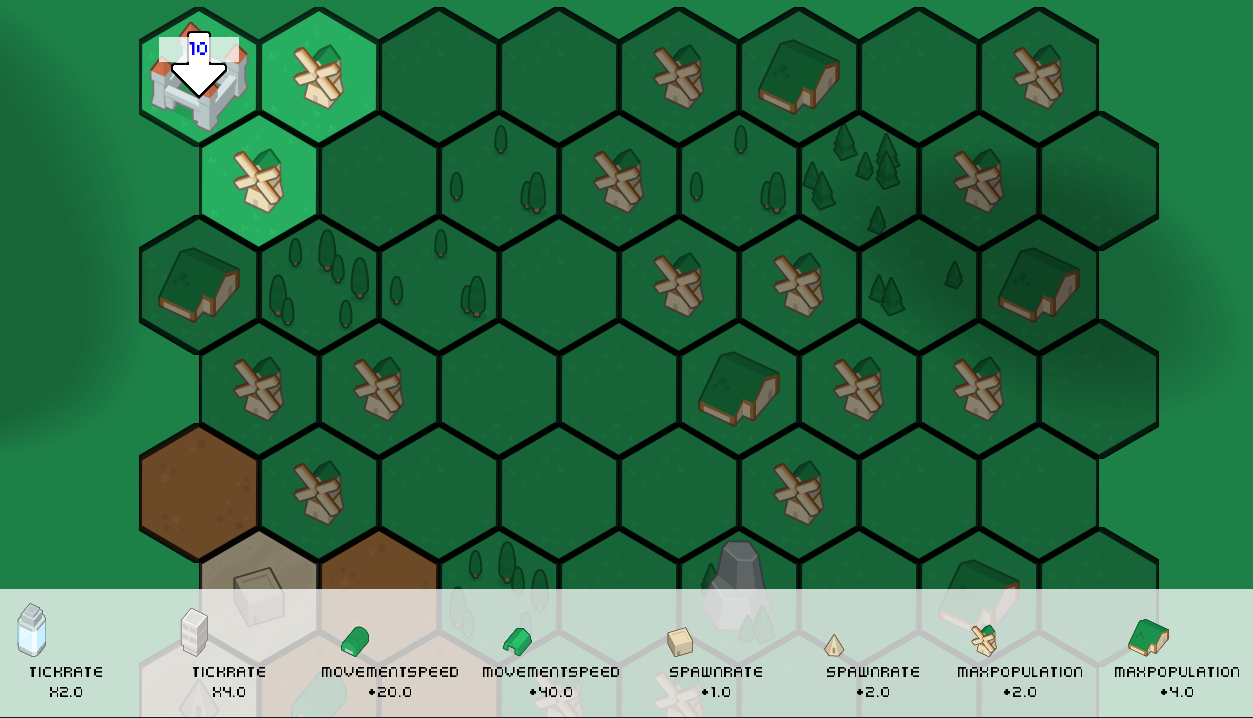 10
TICKRATE
X2.0
TICKRATE
X4.0
MOVEMENTSPEED
+20.0
MOVEMENTSPEED
+40.0
SPAWNRATE
+1.0
SPAWNRATE
+2.0
MAXPOPULATION
+2.0
MAXPOPULATION
+4.0